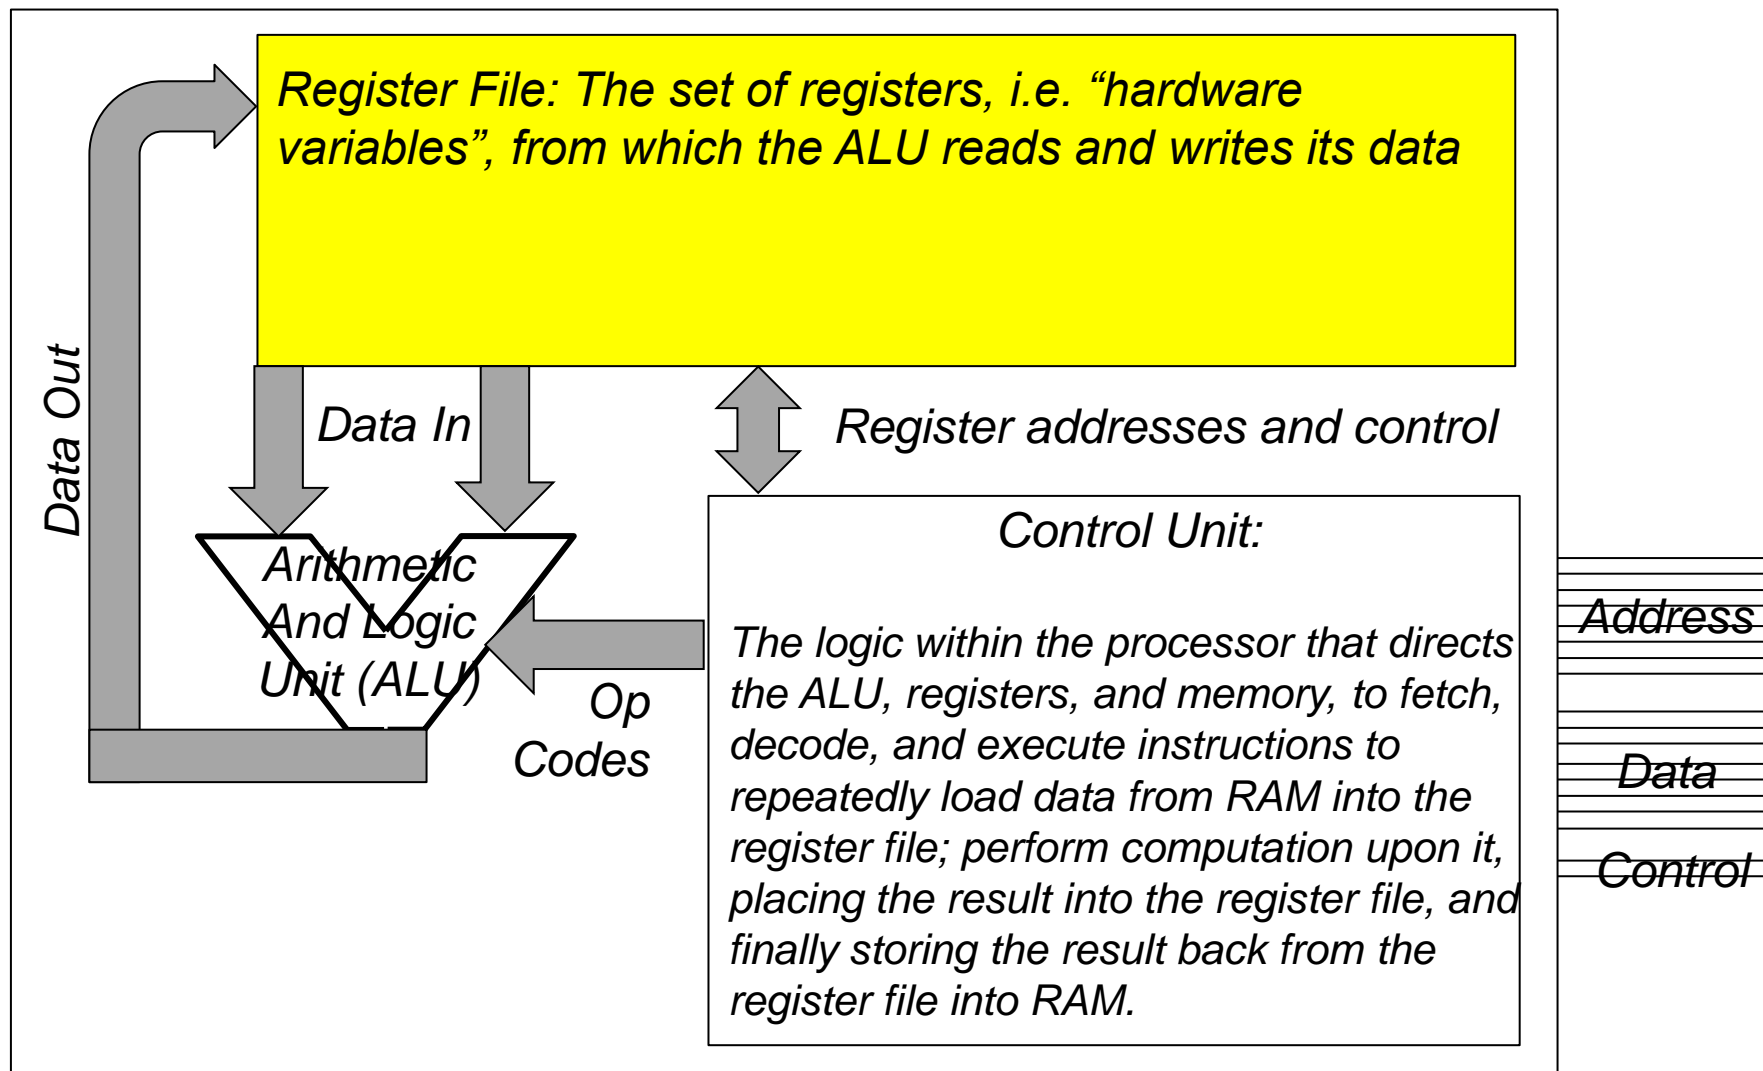 Register File: The set of registers, i.e. “hardware
variables”, from which the ALU reads and writes its data
Data Out
Data In
Register addresses and control
Arithmetic
And Logic
Unit (ALU)
Op
Codes
Control Unit:
The logic within the processor that directs
the ALU, registers, and memory, to fetch,
decode, and execute instructions to
repeatedly load data from RAM into the
register file; perform computation upon it,
placing the result into the register file, and
finally storing the result back from the
register file into RAM.
Address
Data
Control